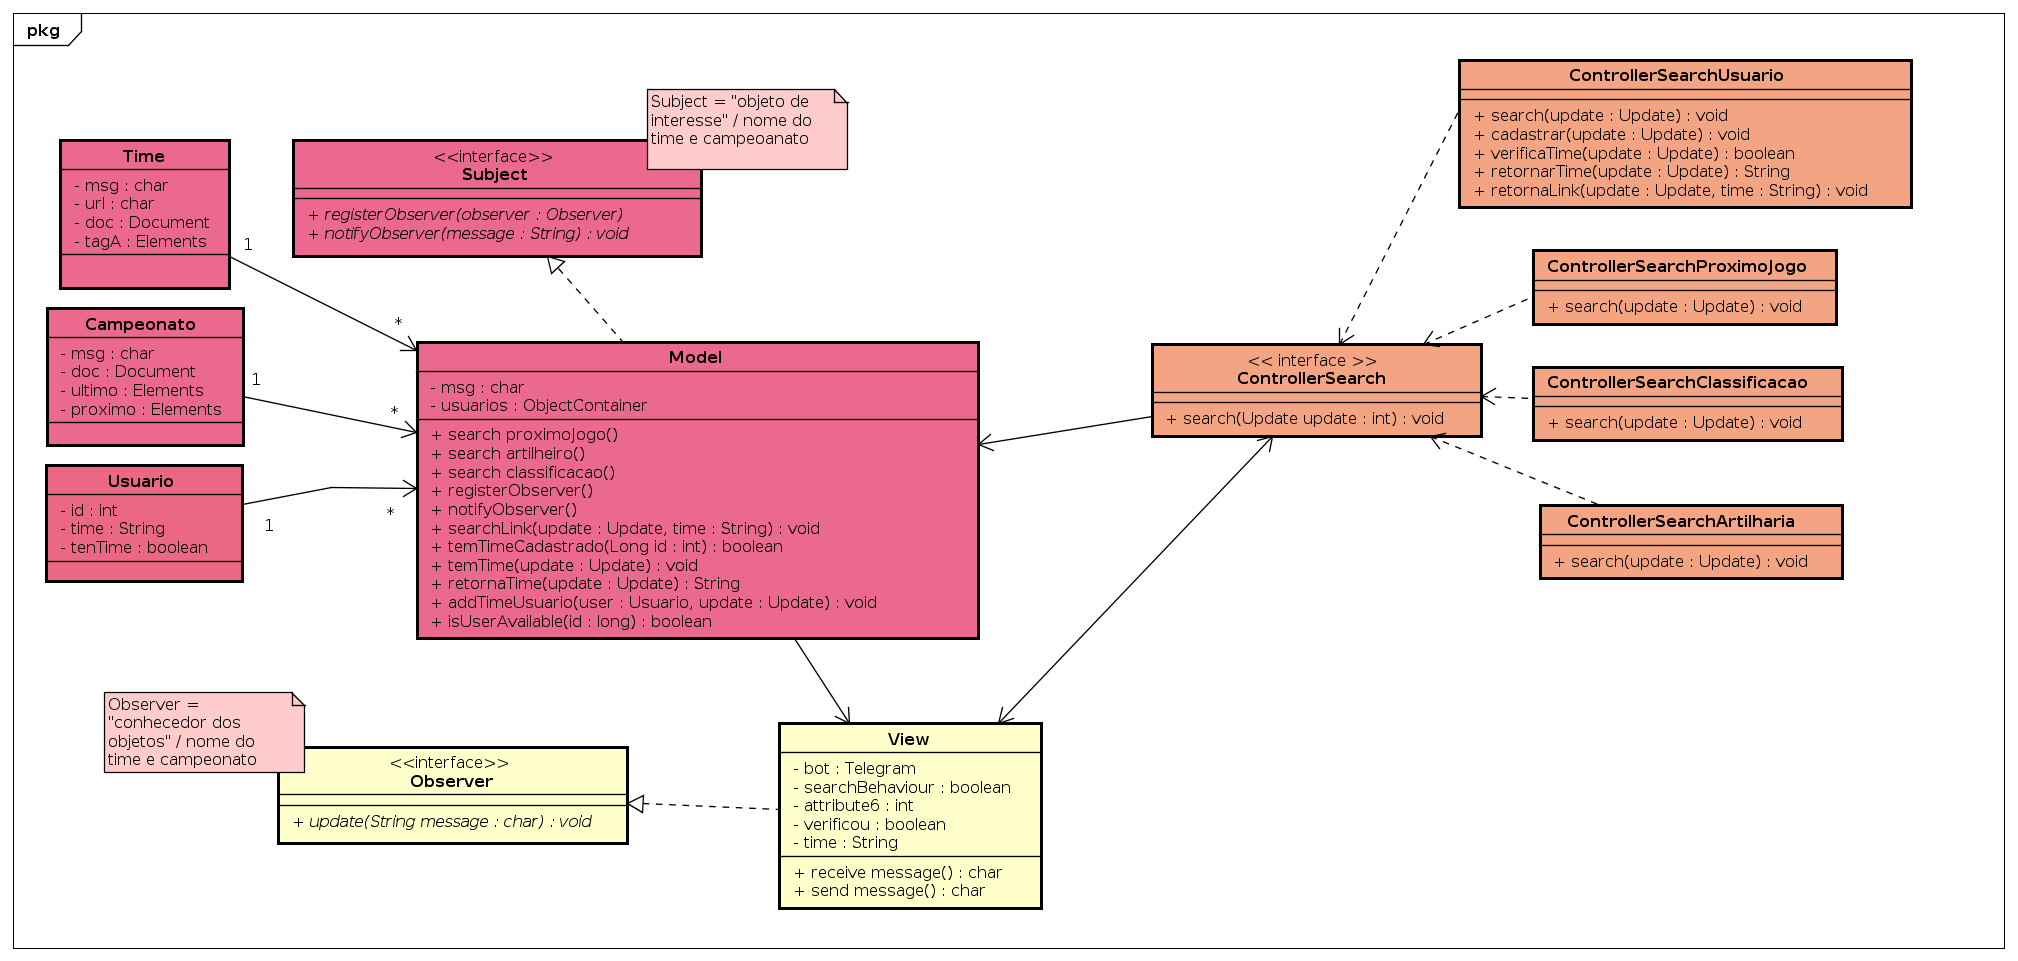 pkg
Subject = "objeto de
interesse" / nome do
time e campeoanato
Time
- msg : char
- url : char
- doc : Document
- tagA : Elements
1
*
<<interface>>
Subject
+ registerObserver(observer : Observer)
+ notifyObserver(message : String) : void
Campeonato
- msg : char
- doc : Document
- ultimo : Elements
- proximo : Elements
1
*
Usuario
- id : int
- time : String
- tenTime : boolean
1
*
Model
- msg : char
- usuarios : ObjectContainer
+ search proximoJogo()
+ search artilheiro()
+ search classificacao()
+ registerObserver()
+ notifyObserver()
+ searchLink(update : Update, time : String) : void
+ temTimeCadastrado(Long id : int) : boolean
+ temTime(update : Update) : void
+ retornaTime(update : Update) : String
+ addTimeUsuario(user : Usuario, update : Update) : void
+ isUserAvailable(id : long) : boolean
ControllerSearchUsuario
+ search(update : Update) : void
+ cadastrar(update : Update) : void
+ verificaTime(update : Update) : boolean
+ retornarTime(update : Update) : String
+ retornaLink(update : Update, time : String) : void
ControllerSearchProximoJogo
+ search(update : Update) : void
<< interface >>
ControllerSearch
+ search(Update update : int) : void
ControllerSearchClassificacao
+ search(update : Update) : void
ControllerSearchArtilharia
+ search(update : Update) : void
Observer =
"conhecedor dos
objetos" / nome do
time e campeonato
<<interface>>
Observer
+ update(String message : char) : void
View
- bot : Telegram
- searchBehaviour : boolean
- attribute6 : int
- verificou : boolean
- time : String
+ receive message() : char
+ send message() : char